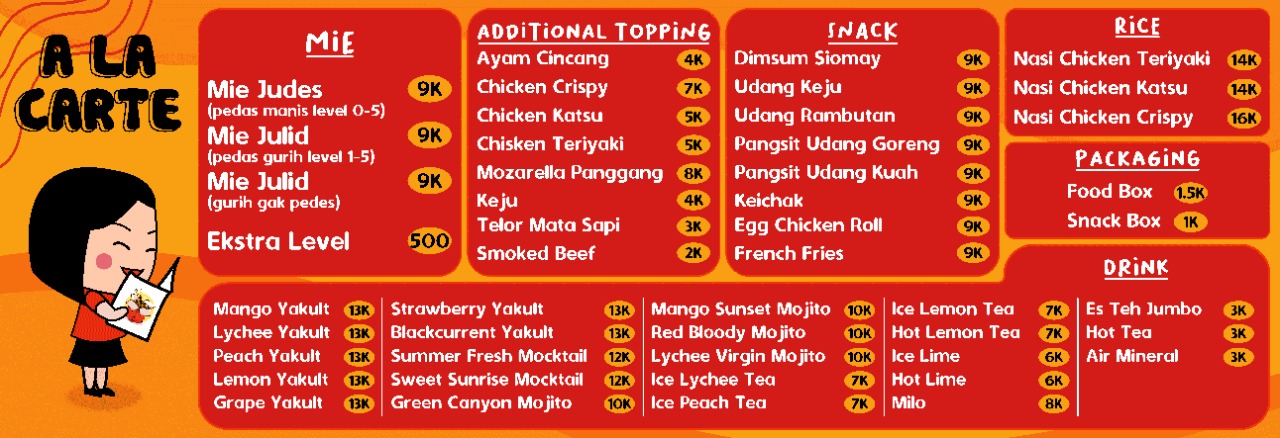 A LA
CARTE
MiE
Mie Judes 9K
(pedas manis level 0-5)
Mie Julid 9K
(pedas gurih level 1-5)
Mie Julid 9K
(gurih gak pedes)
Ekstra Level 500
ADDiTiONAL TOPPiNG
Ayam Cincang 4K
Chicken Crispy 7K
Chicken Katsu 5K
Chisken Teriyaki 5K
Mozarella Panggang 8K
Keju 4K
Telor Mata Sapi 3K
Smoked Beef 2K
SNACK
Dimsum Siomay 9K
Udang Keju 9K
Udang Rambutan 9K
Pangsit Udang Goreng 9K
Pangsit Udang Kuah 9K
Keichak 9K
Egg Chicken Roll 9K
French Fries 9K
RiCE
Nasi Chicken Teriyaki 14K
Nasi Chicken Katsu 14K
Nasi Chicken Crispy 16K
PACKAGiNG
Food Box 1.5K
Snack Box 1K
DRiNK
Mango Yakult 13K
Lychee Yakult 13K
Peach Yakult 13K
Lemon Yakult 13K
Grape Yakult 13K
Strawberry Yakult 13K
Blackcurrent Yakult 13K
Summer Fresh Mocktail 12K
Sweet Sunrise Mocktail 12K
Green Canyon Mojito 10K
Mango Sunset Mojito 10K
Red Bloody Mojito 10K
Lychee Virgin Mojito 10K
Ice Lychee Tea 7K
Ice Peach Tea 7K
Ice Lemon Tea 7K
Hot Lemon Tea 7K
Ice Lime 6K
Hot Lime 6K
Milo 8K
Es Teh Jumbo 3K
Hot Tea 3K
Air Mineral 3K